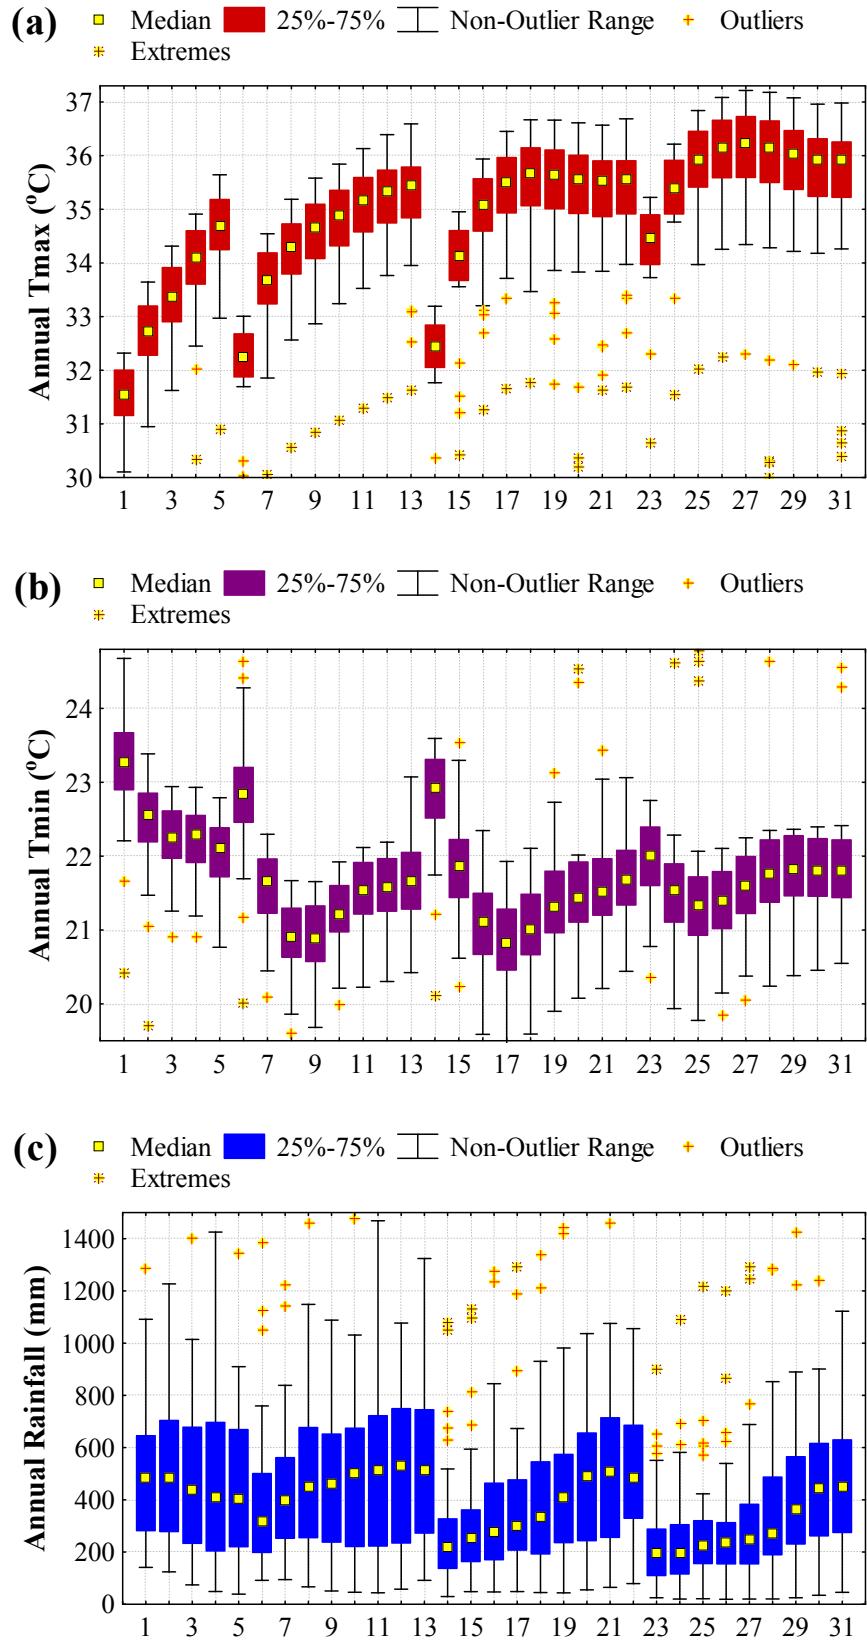 (a) Median 25%-75% Non-Outlier Range Outliers
Extremes
Annual Tmax (ºC)
37
36
35
34
33
32
31
30
1 3 5 7 9 11 13 15 17 19 21 23 25 27 29 31
(b) Median 25%-75% Non-Outlier Range Outliers
Extremes
Annual Tmin (ºC)
24
23
22
21
20
1 3 5 7 9 11 13 15 17 19 21 23 25 27 29 31
(c) Median 25%-75% Non-Outlier Range Outliers
Extremes
Annual Rainfall (mm)
1400
1200
1000
800
600
400
200
0
1 3 5 7 9 11 13 15 17 19 21 23 25 27 29 31